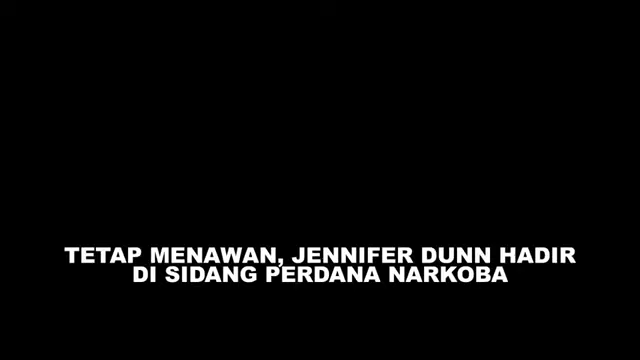 TETAP MENAWAN, JENNIFER DUNN HADIR
DI SIDANG PERDANA NARKOBA